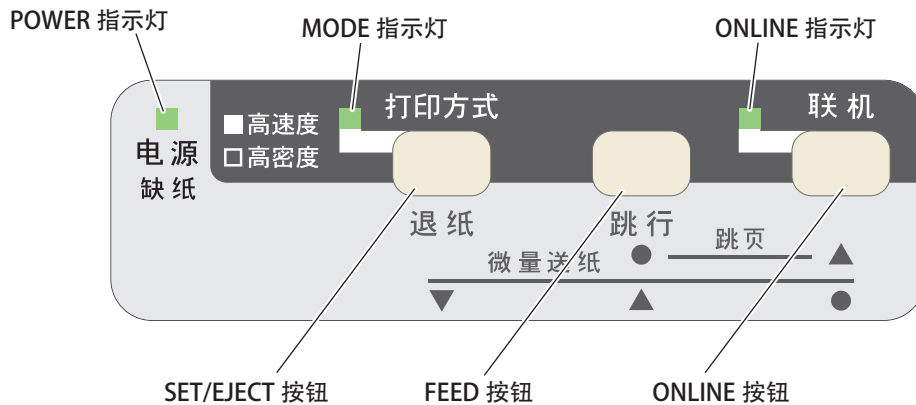 POWER 指示灯
MODE 指示灯
ONLINE 指示灯
打印方式
联机
高速度
高密度
电源
缺纸
退纸
跳行
跳页
微量送纸
SET/EJECT 按钮
FEED 按钮
ONLINE 按钮